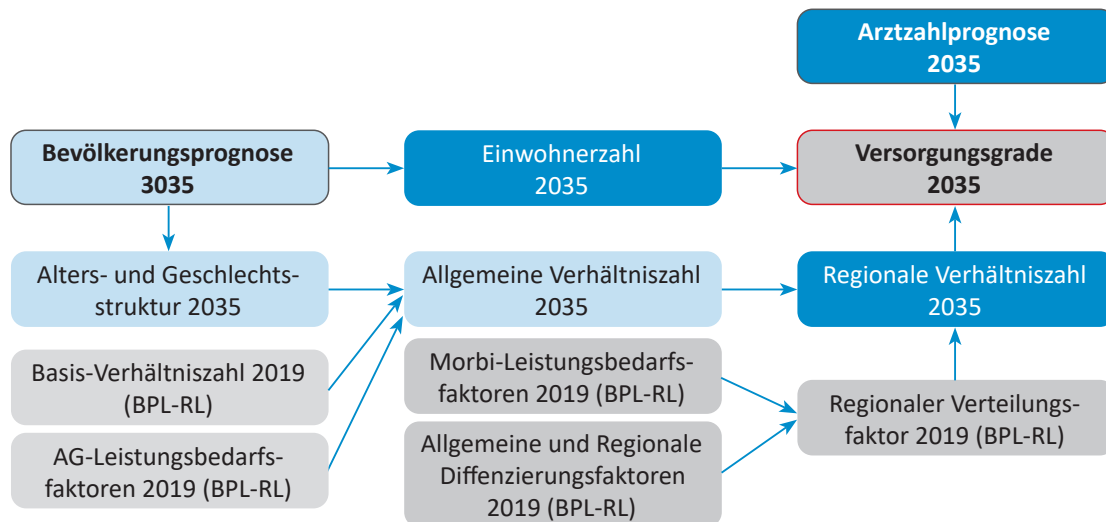 Arztzahlprognose
2035
Bevölkerungsprognose
3035
Einwohnerzahl
2035
Versorgungsgrade
2035
Alters- und Geschlechts-
struktur 2035
Allgemeine Verhältniszahl
2035
Regionale Verhältniszahl
2035
Basis-Verhältniszahl 2019
(BPL-RL)
Morbi-Leistungsbedarfs-
faktoren 2019 (BPL-RL)
Regionaler Verteilungs-
faktor 2019 (BPL-RL)
AG-Leistungsbedarfs-
faktoren 2019 (BPL-RL)
Allgemeine und Regionale
Diffenzierungsfaktoren
2019 (BPL-RL)